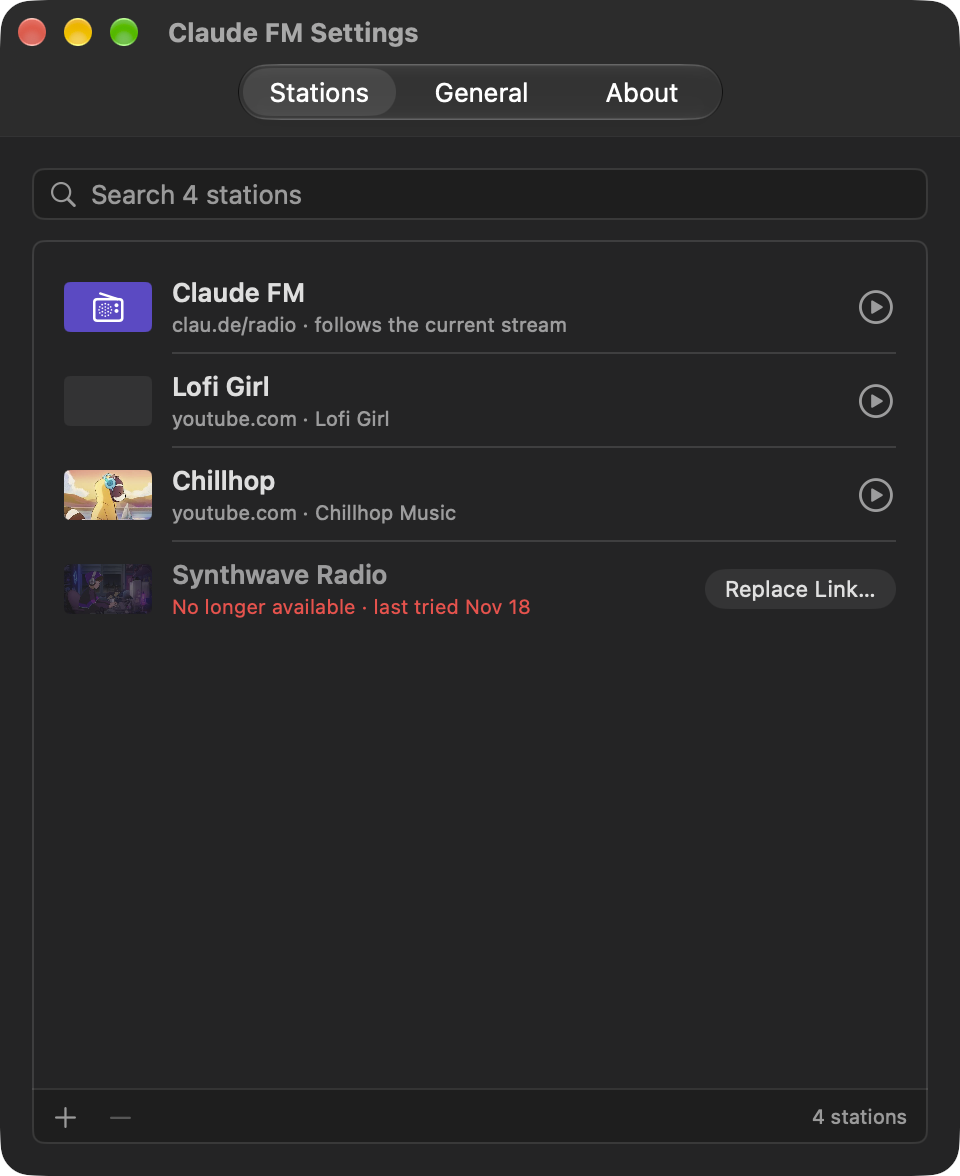 Claude FM Settings
Stations
General
About
Search 4 stations
Claude FM
clau.de/radio · follows the current stream
Lofi Girl
youtube.com · Lofi Girl
Chillhop
youtube.com · Chillhop Music
Synthwave Radio
No longer available · last tried Nov 18
Replace Link...
4 stations